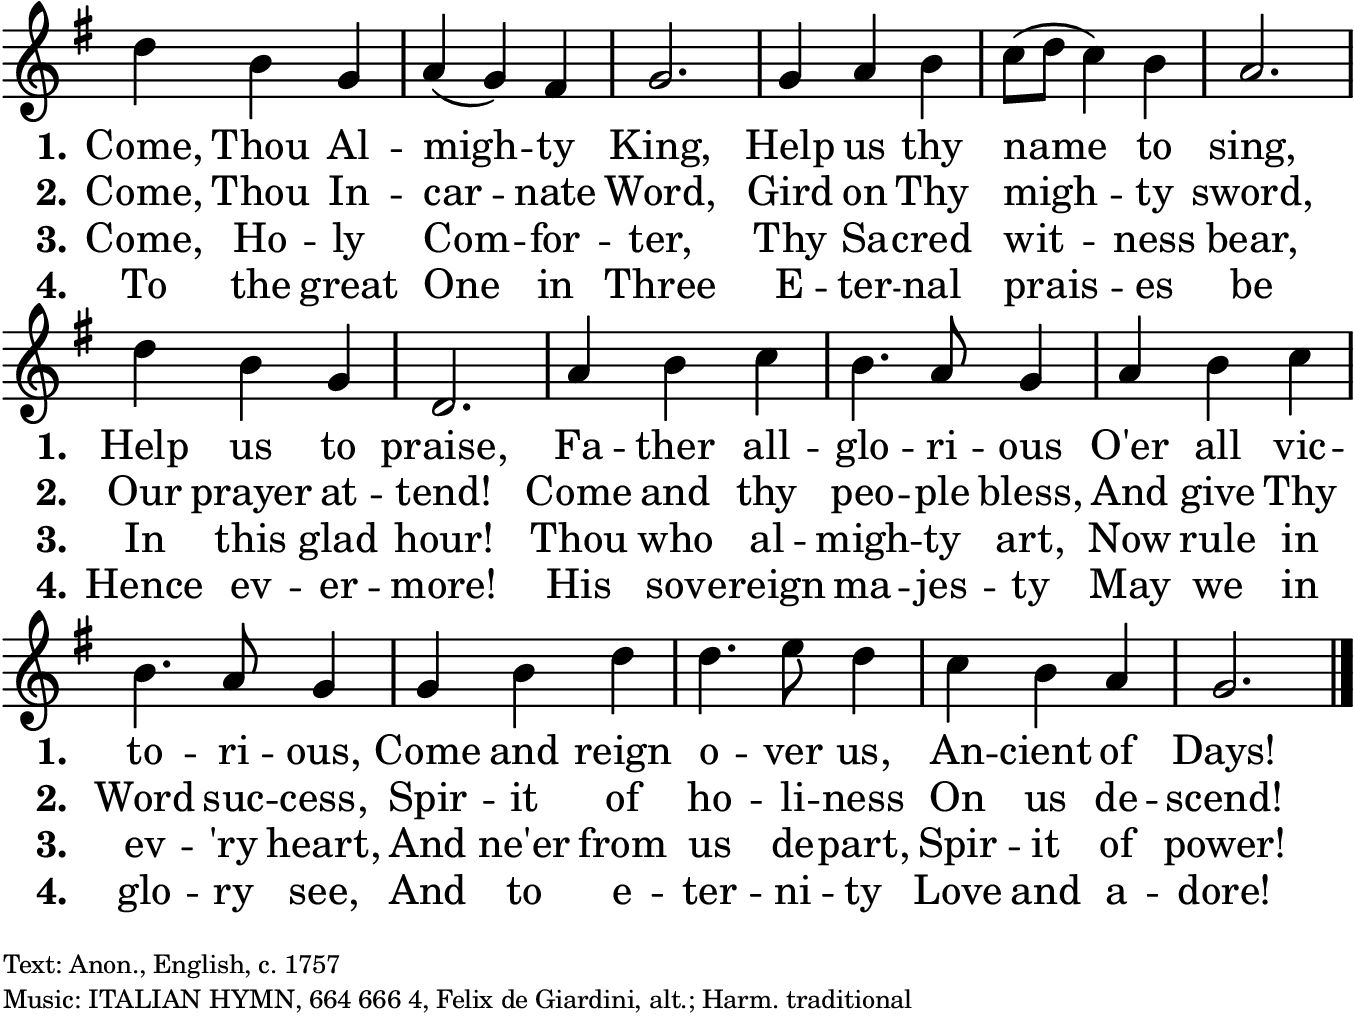 1. Come, Thou Al - migh - ty King, Help us thy name to sing,
2. Come, Thou In - car - nate Word, Gird on Thy migh - ty sword,
3. Come, Ho - ly Com - for - ter, Thy Sacred wit - ness bear,
4. To the great One in Three E - ter - nal prais - es be
1. Help us to praise, Fa - ther all - glo - ri - ous O'er all vic -
2. Our prayer at - tend! Come and thy peo - ple bless, And give Thy
3. In this glad hour! Thou who al - migh - ty art, Now rule in
4. Hence ev - er - more! His sovereign ma - jes - ty May we in
1. to - ri - ous, Come and reign o - ver us, An - cient of Days!
2. Word suc - cess, Spir - it of ho - li - ness On us de - scend!
3. ev - 'ry heart, And ne'er from us depart, Spir - it of power!
4. glo - ry see, And to e - ter - ni - ty Love and a - dore!
Text: Anon., English, c. 1757
Music: ITALIAN HYMN, 664 666 4, Felix de Giardini, alt.; Harm. traditional